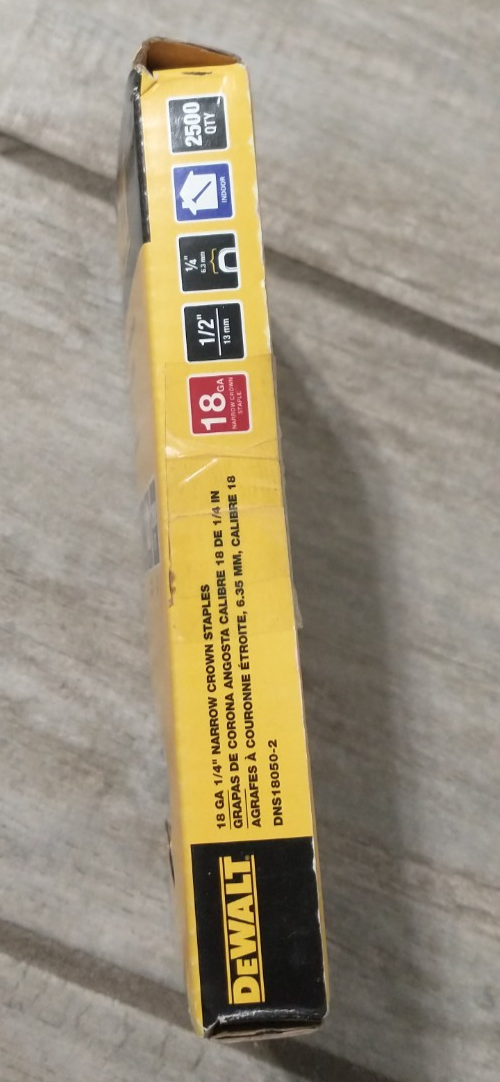 DEWALT
18 GA 1/4" NARROW CROWN STAPLES
GRAPAS DE CORONA ANGOSTA CALIBRE 18 DE 1/4 IN
AGRAFES À COURONNE ÉTROITE, 6.35 MM, CALIBRE 18
DNS18050-2
18 GA
NARROW CROWN
STAPLE
1/2"
13 mm
1/4"
6.3 mm
INDOOR
2500
QTY